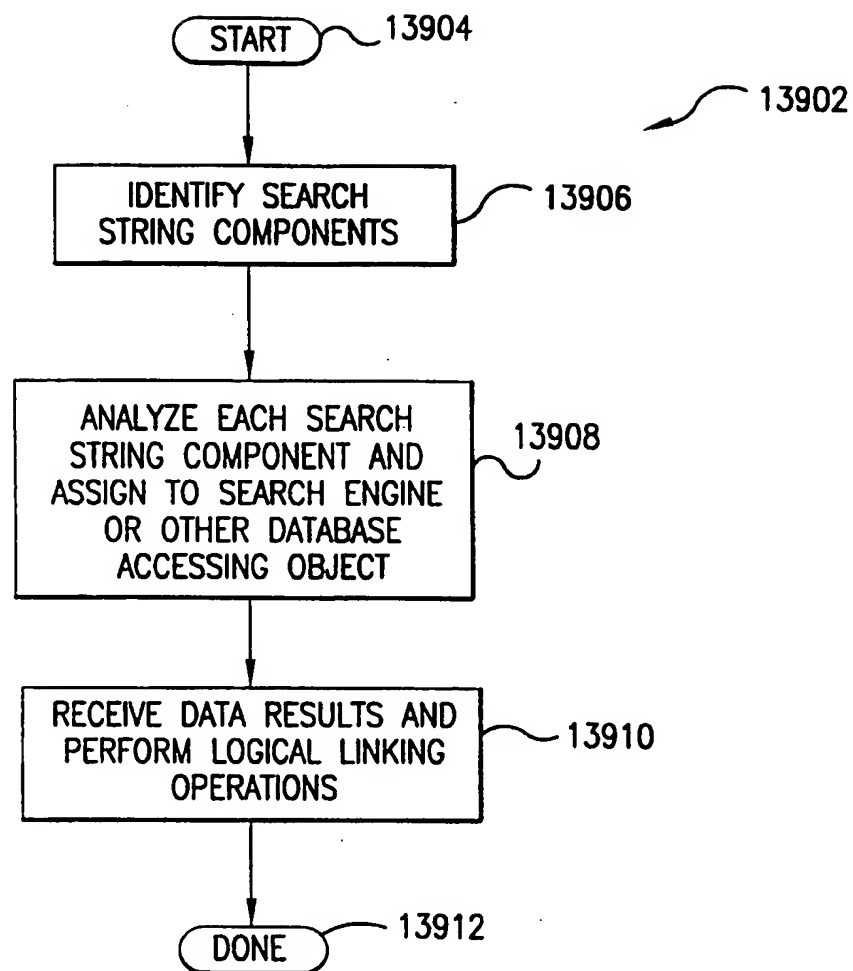 START
13904
13902
IDENTIFY SEARCH
STRING COMPONENTS
13906
ANALYZE EACH SEARCH
STRING COMPONENT AND
ASSIGN TO SEARCH ENGINE
OR OTHER DATABASE
ACCESSING OBJECT
13908
RECEIVE DATA RESULTS AND
PERFORM LOGICAL LINKING
OPERATIONS
13910
DONE
13912